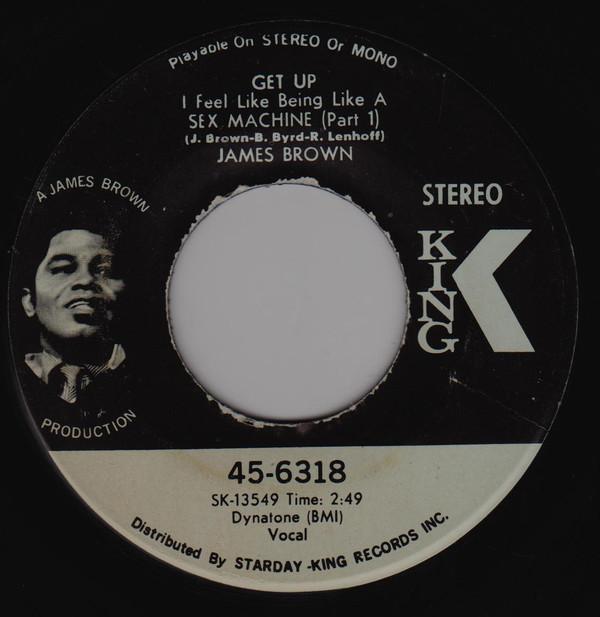 Playable On STEREO Or MONO
GET UP
I Feel Like Being Like A
SEX MACHINE (Part 1)
(J. Brown-B. Byrd-R. Lenhoff)
JAMES BROWN
A JAMES BROWN
PRODUCTION
STEREO
KING
45-6318
SK-13549 Time: 2:49
Dynatone (BMI)
Vocal
Distributed By STARDAY-KING RECORDS INC.